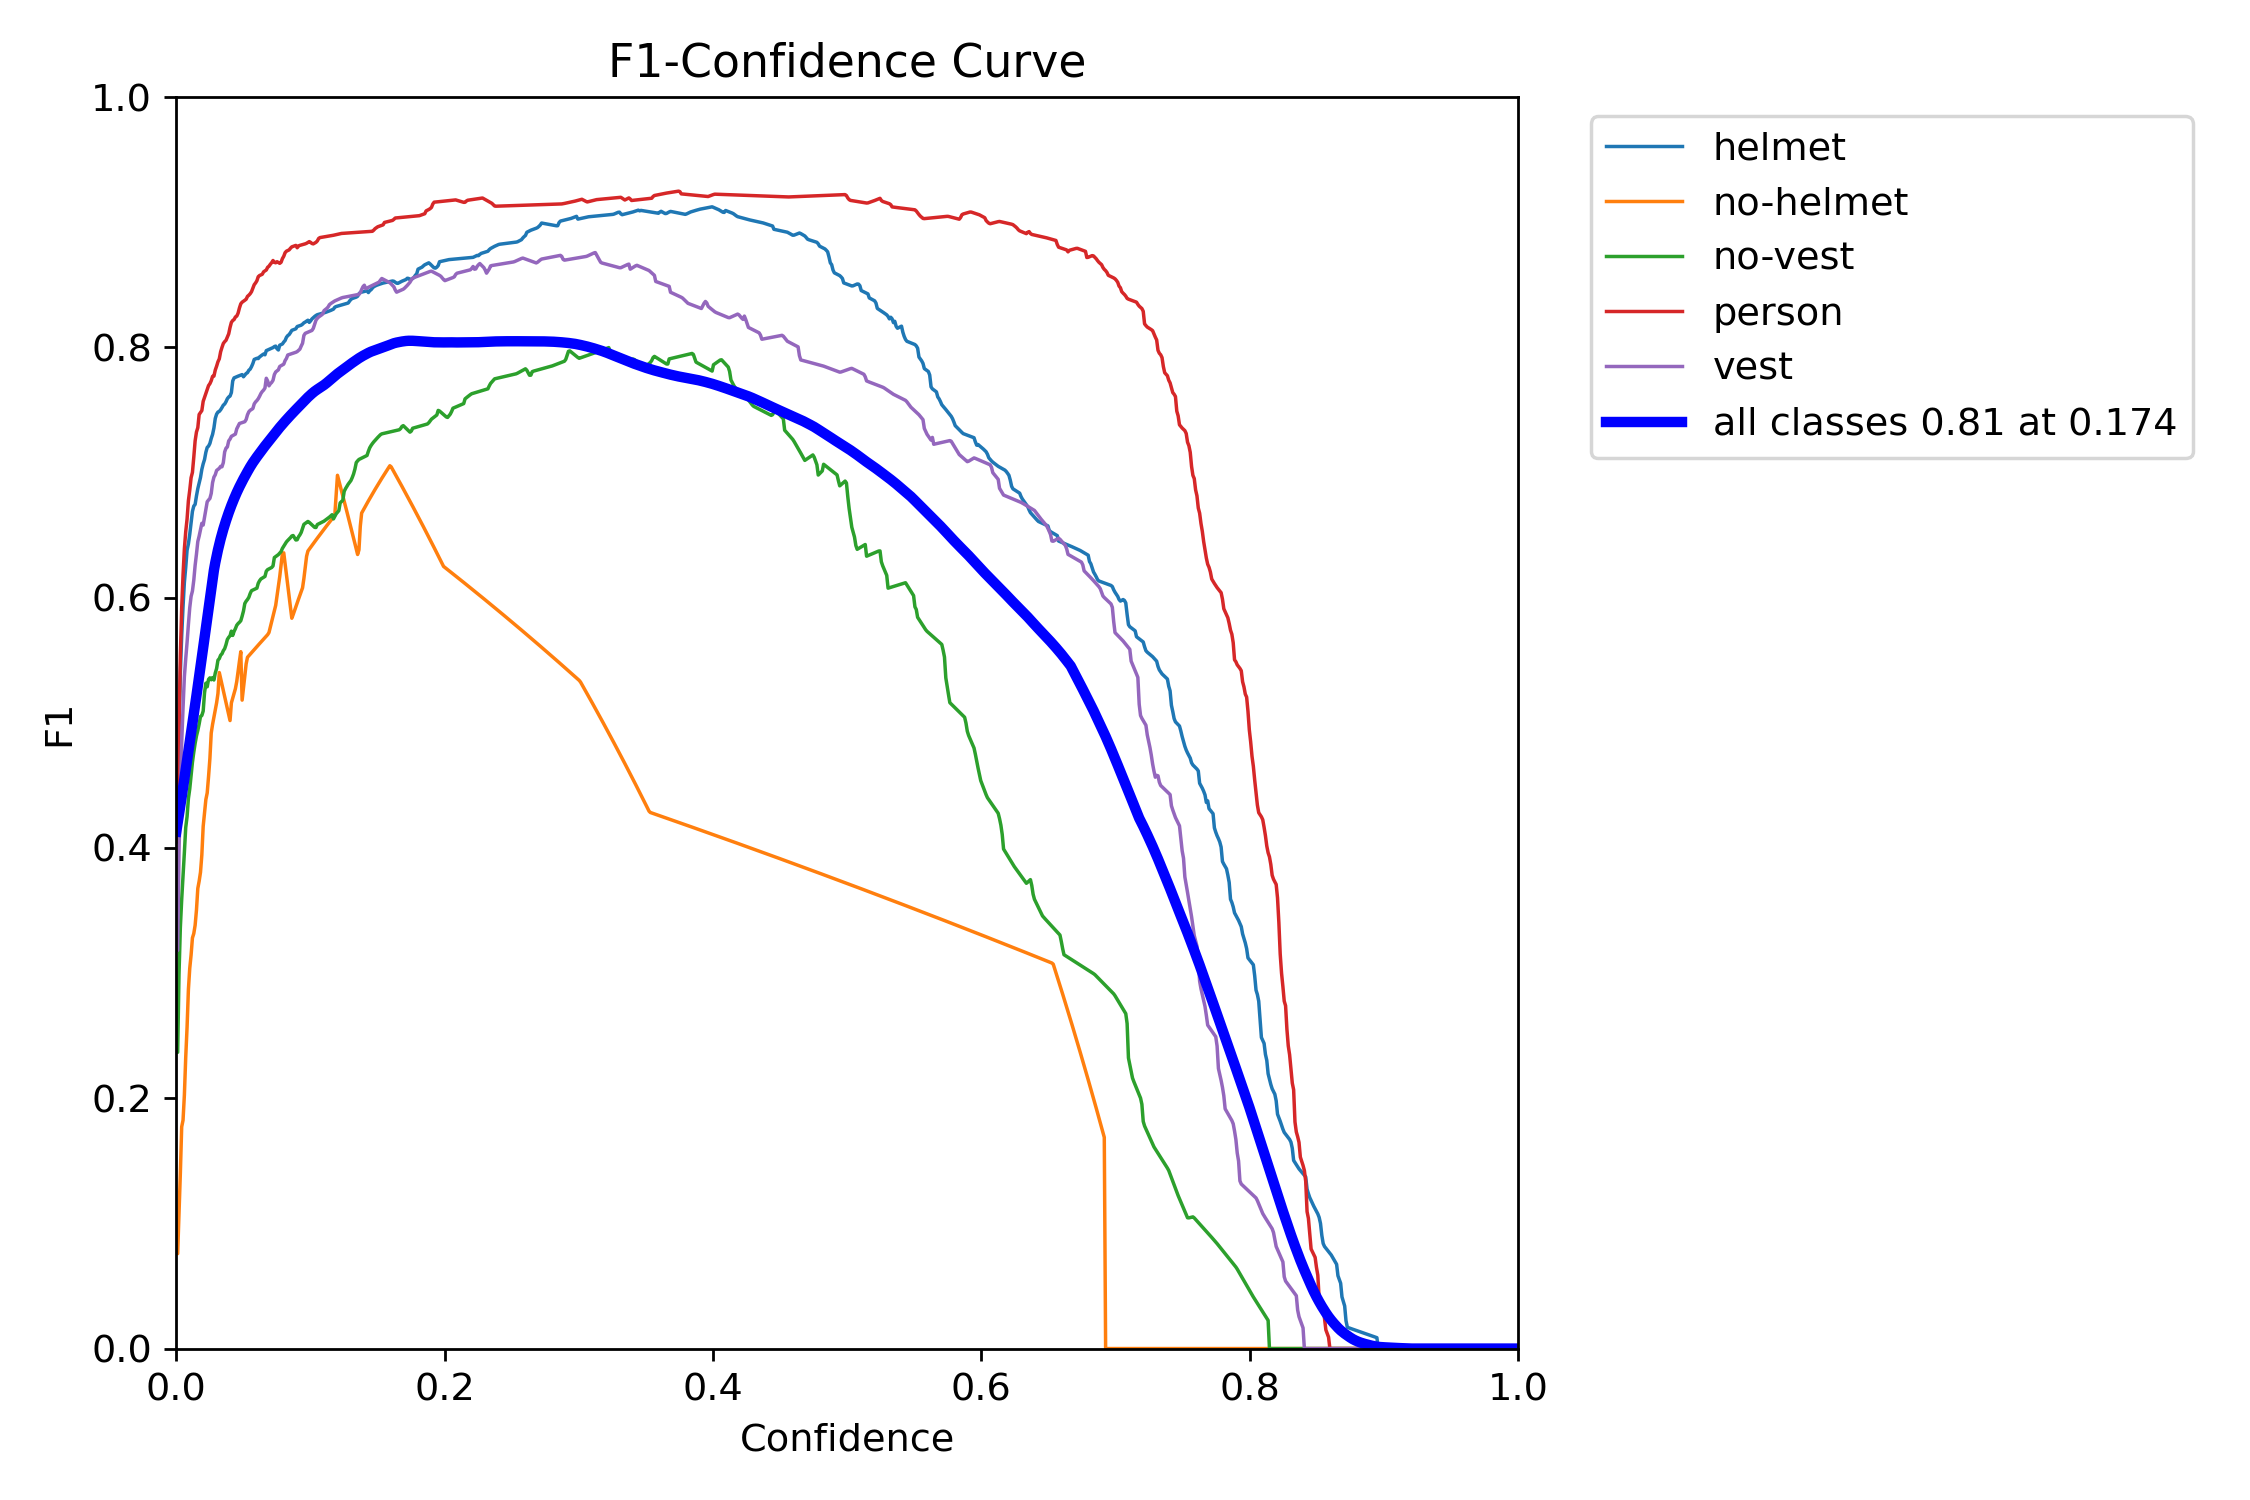 F1-Confidence Curve
1.0
0.8
0.6
0.4
0.2
0.0
F1
0.0 0.2 0.4 0.6 0.8 1.0
Confidence
helmet
no-helmet
no-vest
person
vest
all classes 0.81 at 0.174